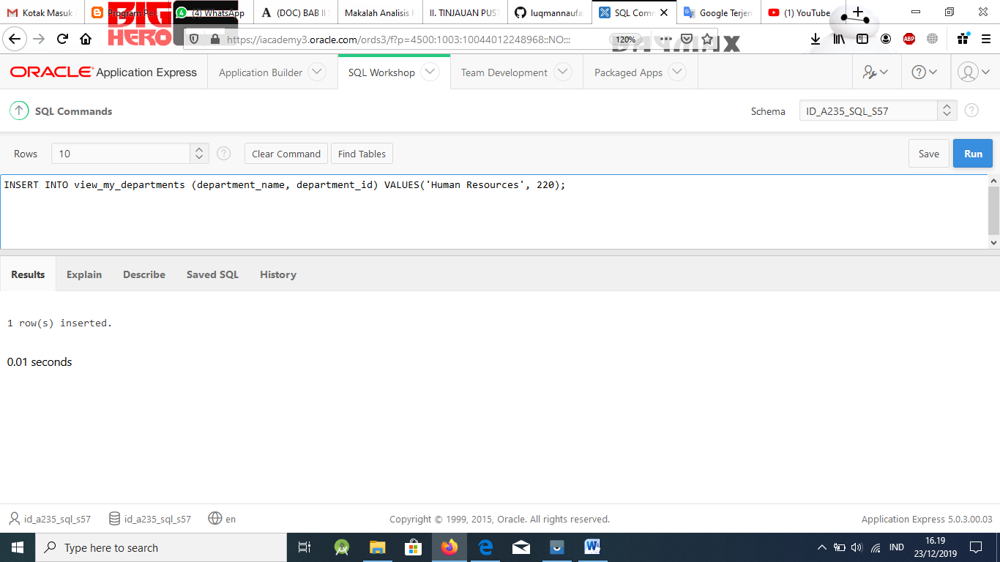 Kotak Masuk (
Program Per
(4) WhatsApp
(DOC) BAB II :
Makalah Analisis K
II. TINJAUAN PUST
luqmannaufa
SQL Comm
Google Terjem
(1) YouTube
BIG
HERO
https://iacademy3.oracle.com/ords3/f?p=4500:1003:10044012248968::NO:::
120%
ABP
ORACLE® Application Express
Application Builder
SQL Workshop
Team Development
Packaged Apps
SQL Commands
Schema
ID_A235_SQL_S57
Rows
10
Clear Command
Find Tables
Save
Run
INSERT INTO view_my_departments (department_name, department_id) VALUES('Human Resources', 220);
Results
Explain
Describe
Saved SQL
History
1 row(s) inserted.
0.01 seconds
id_a235_sql_s57
id_a235_sql_s57
en
Copyright © 1999, 2015, Oracle. All rights reserved.
Application Express 5.0.3.00.03
Type here to search
IND
16.19
23/12/2019